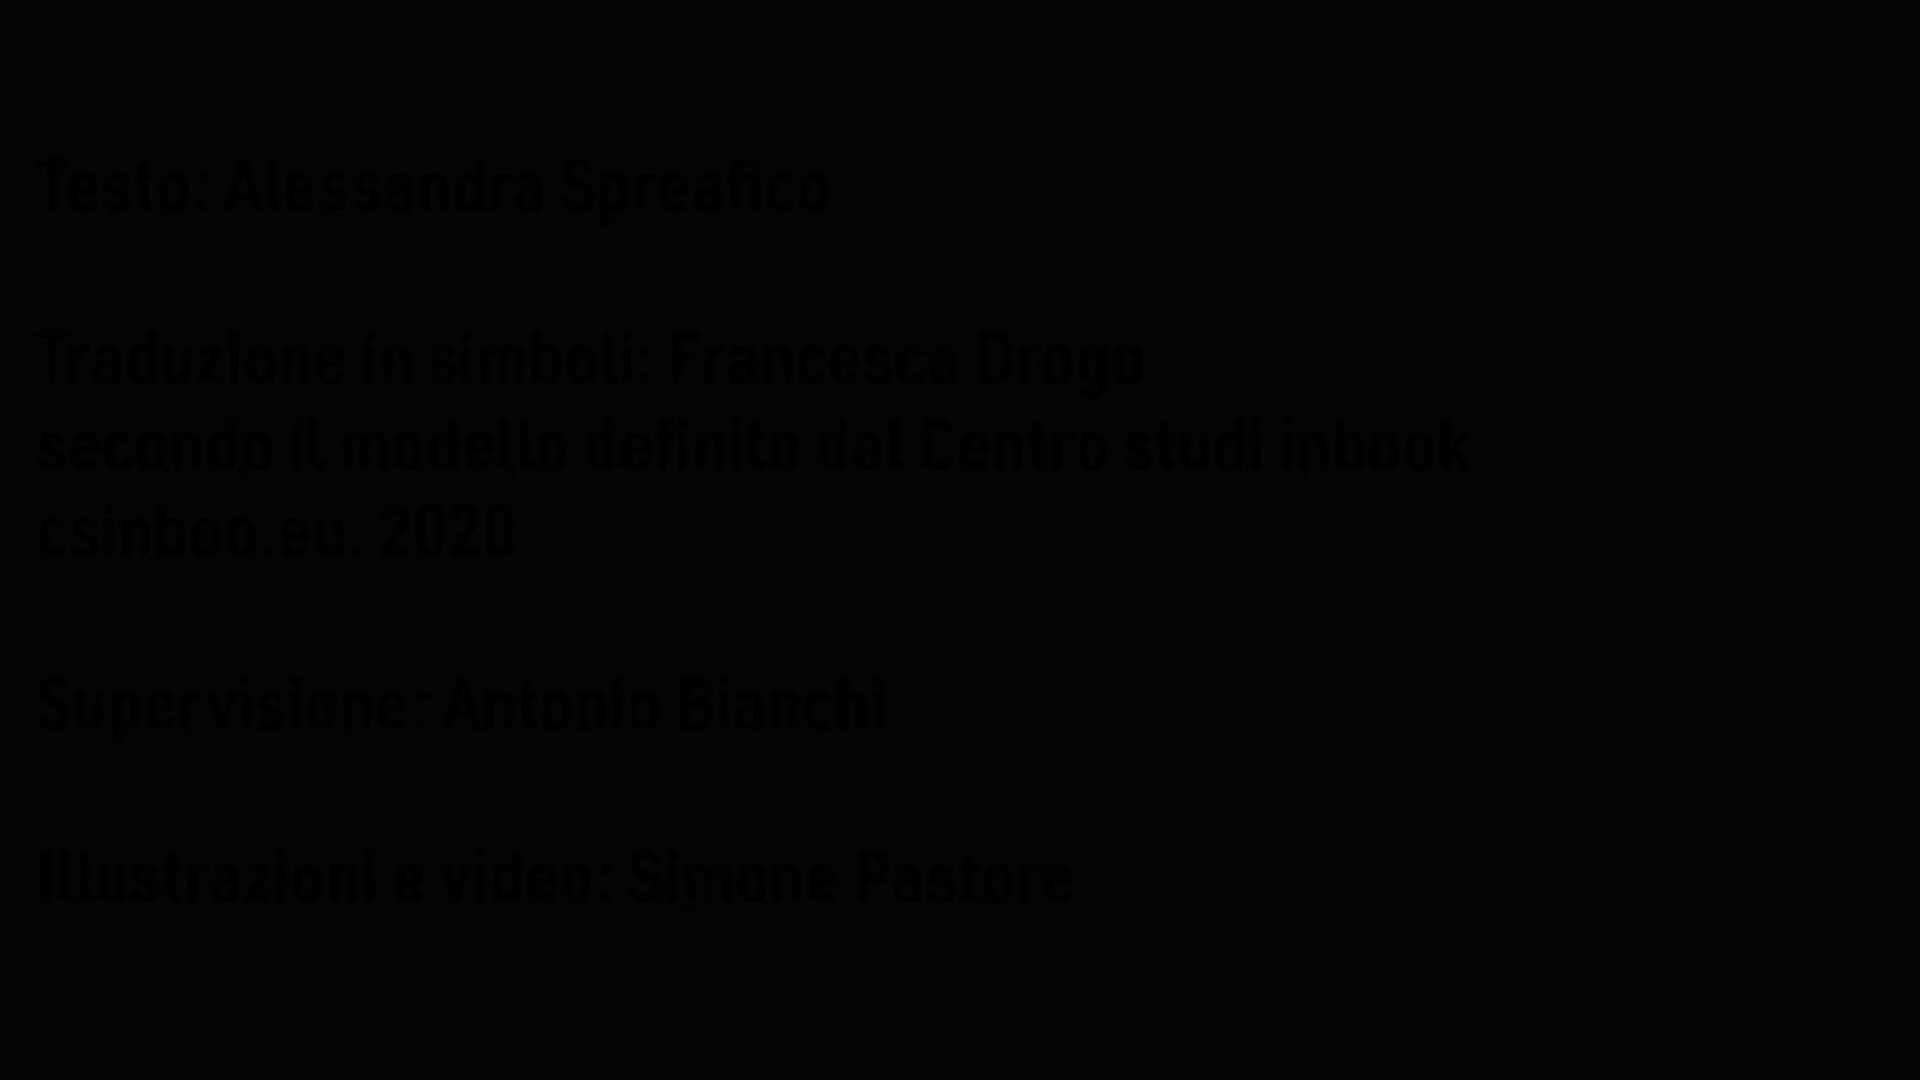 Testo: Alessandra Spreafico
Traduzione in simboli: Francesca Drogo
secondo il modello definito dal Centro studi inbook
csinboo.eu. 2020
Supervisione: Antonio Bianchi
Illustrazioni e video: Simone Pastore